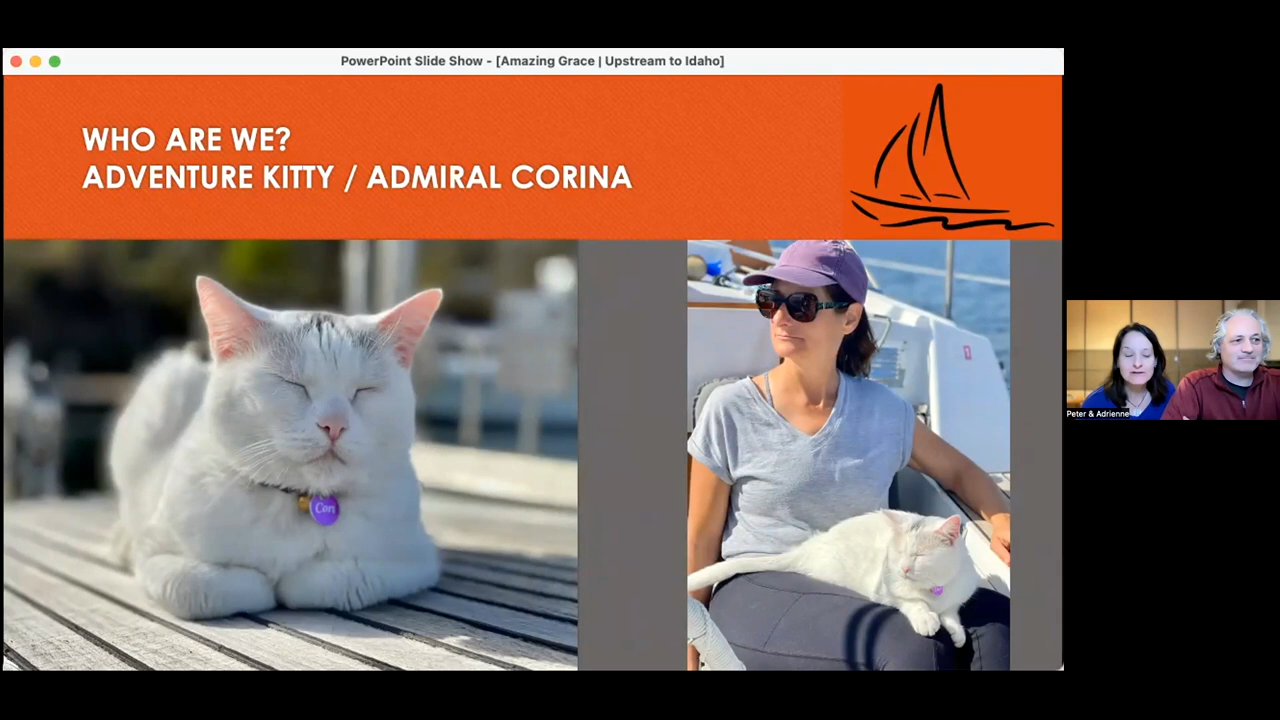 PowerPoint Slide Show - [Amazing Grace | Upstream to Idaho]
WHO ARE WE?
ADVENTURE KITTY / ADMIRAL CORINA
Cori
Peter & Adrienne